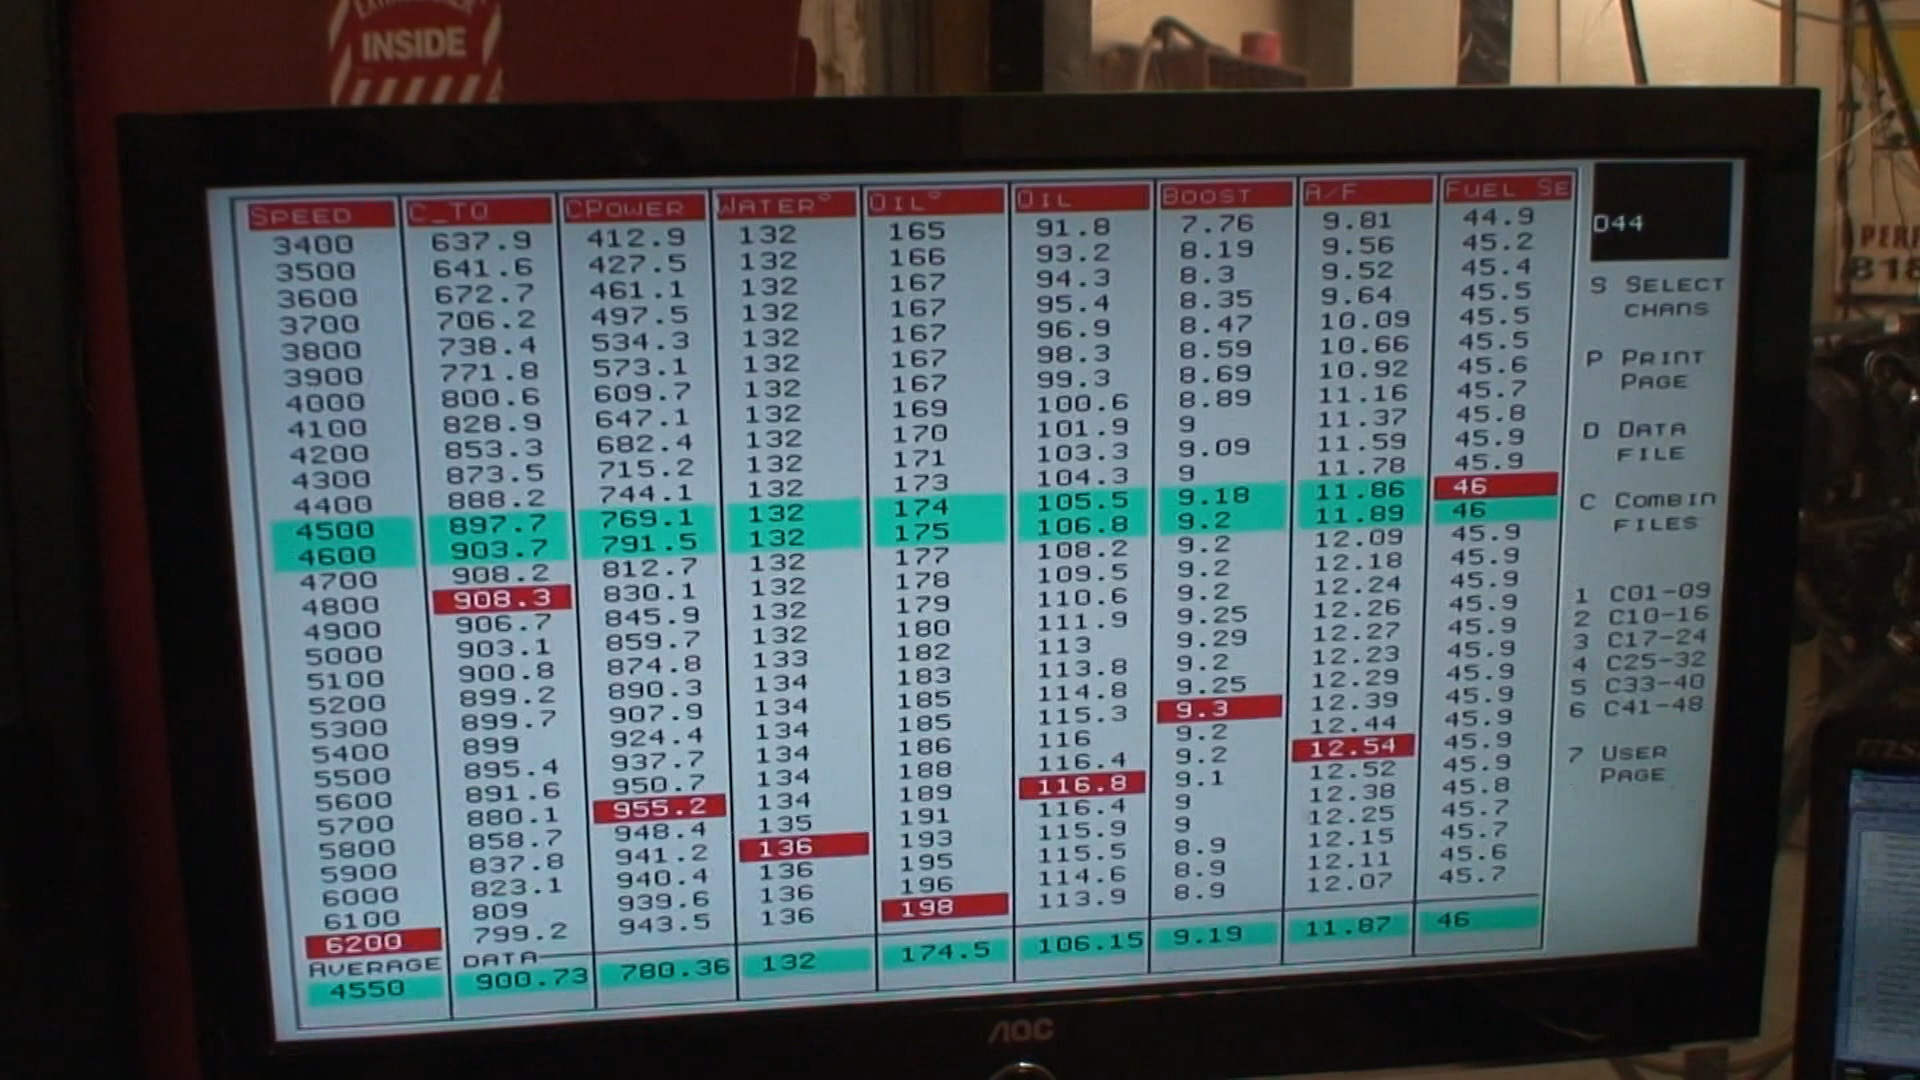 INSIDE
SPEED C_TO CPOWER WATER° OIL° OIL BOOST A/F FUEL SE
3400 637.9 412.9 132 165 91.8 7.76 9.81 44.9
3500 641.6 427.5 132 166 93.2 8.19 9.56 45.2
3600 672.7 461.1 132 167 94.3 8.3 9.52 45.4
3700 706.2 497.5 132 167 95.4 8.35 9.64 45.5
3800 738.4 534.3 132 167 96.9 8.47 10.09 45.5
3900 771.8 573.1 132 167 98.3 8.59 10.66 45.5
4000 800.6 609.7 132 167 99.3 8.69 10.92 45.6
4100 828.9 647.1 132 169 100.6 8.89 11.16 45.7
4200 853.3 682.4 132 170 101.9 9 11.37 45.8
4300 873.5 715.2 132 171 103.3 9.09 11.59 45.9
4400 888.2 744.1 132 173 104.3 9 11.78 45.9
4500 897.7 769.1 132 174 105.5 9.18 11.86 46
4600 903.7 791.5 132 175 106.8 9.2 11.89 46
4700 908.2 812.7 132 177 108.2 9.2 12.09 45.9
4800 908.3 830.1 132 178 109.5 9.2 12.18 45.9
4900 906.7 845.9 132 179 110.6 9.2 12.24 45.9
5000 903.1 859.7 132 180 111.9 9.25 12.26 45.9
5100 900.8 874.8 133 182 113 9.29 12.27 45.9
5200 899.2 890.3 134 183 113.8 9.2 12.23 45.9
5300 899.7 907.9 134 185 114.8 9.25 12.29 45.9
5400 899 924.4 134 185 115.3 9.3 12.39 45.9
5500 895.4 937.7 134 186 116 9.2 12.44 45.9
5600 891.6 950.7 134 188 116.4 9.2 12.54 45.9
5700 880.1 955.2 134 189 116.8 9.1 12.52 45.9
5800 858.7 948.4 135 191 116.4 9 12.38 45.8
5900 837.8 941.2 136 193 115.9 9 12.25 45.7
6000 823.1 940.4 136 195 115.5 8.9 12.15 45.7
6100 809 939.6 136 196 114.6 8.9 12.11 45.6
6200 799.2 943.5 136 198 113.9 8.9 12.07 45.7
AVERAGE DATA
4550 900.73 780.36 132 174.5 106.15 9.19 11.87 46
044
S SELECT
CHANS
P PRINT
PAGE
D DATA
FILE
C COMBIN
FILES
1 C01-09
2 C10-16
3 C17-24
4 C25-32
5 C33-40
6 C41-48
7 USER
PAGE
AOC
PERF
818